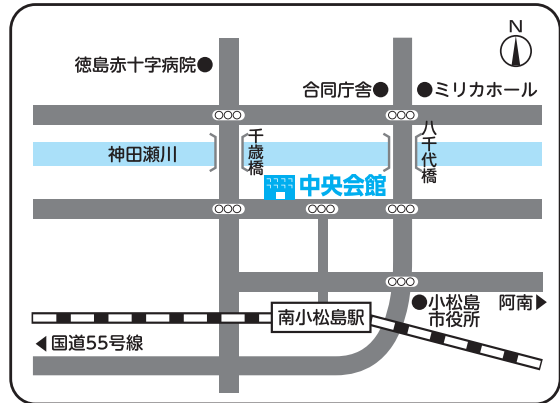 N
徳島赤十字病院
合同庁舎
ミリカホール
神田瀬川
千歳橋
八千代橋
中央会館
小松島
市役所
阿南
南小松島駅
国道55号線